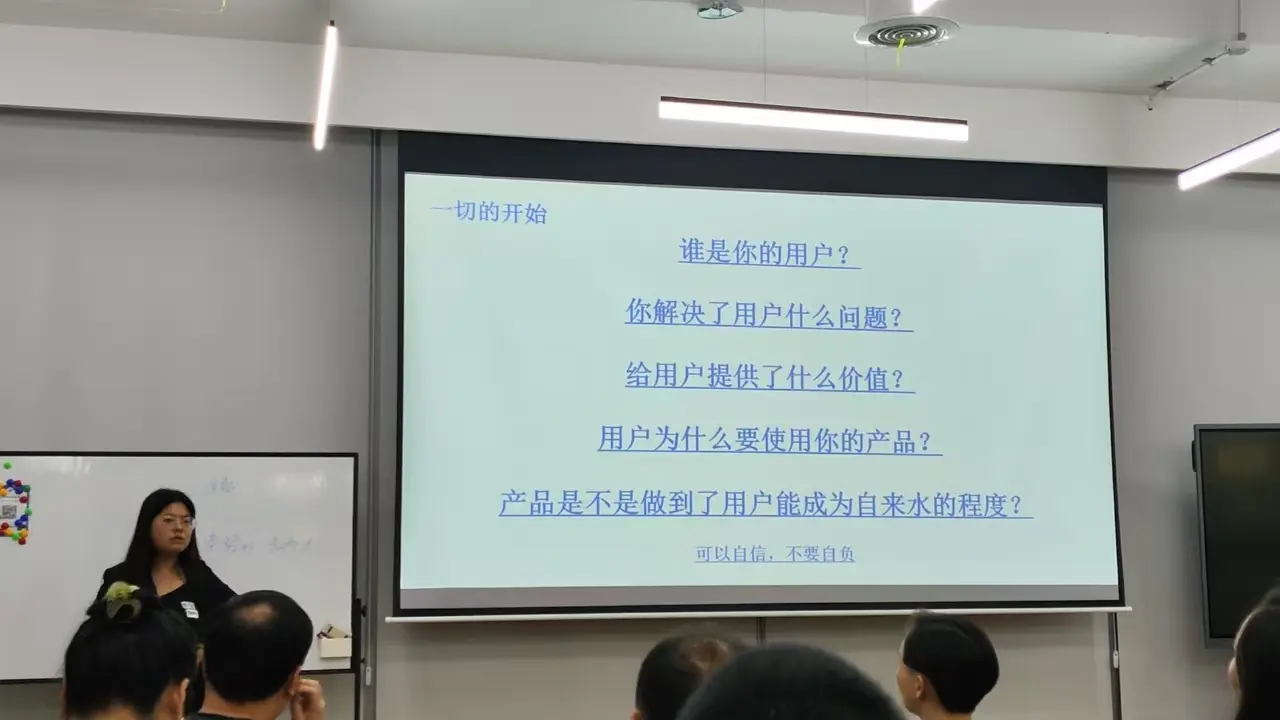 一切的开始
谁是你的用户？
你解决了用户什么问题？
给用户提供了什么价值？
用户为什么要使用你的产品？
产品是不是做到了用户能成为自来水的程度？
可以自信，不要自负